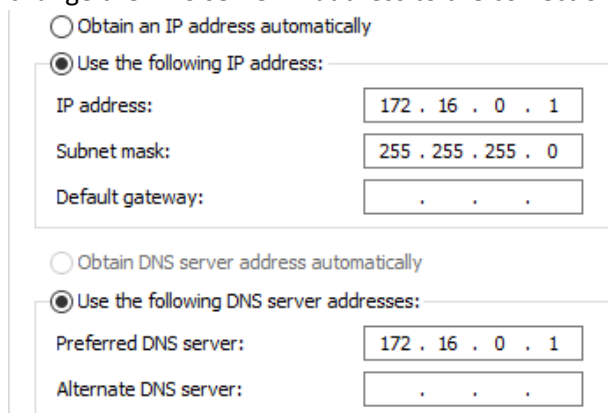 Obtain an IP address automatically
Use the following IP address:
IP address: 172 . 16 . 0 . 1
Subnet mask: 255 . 255 . 255 . 0
Default gateway: . . .
Obtain DNS server address automatically
Use the following DNS server addresses:
Preferred DNS server: 172 . 16 . 0 . 1
Alternate DNS server: . . .